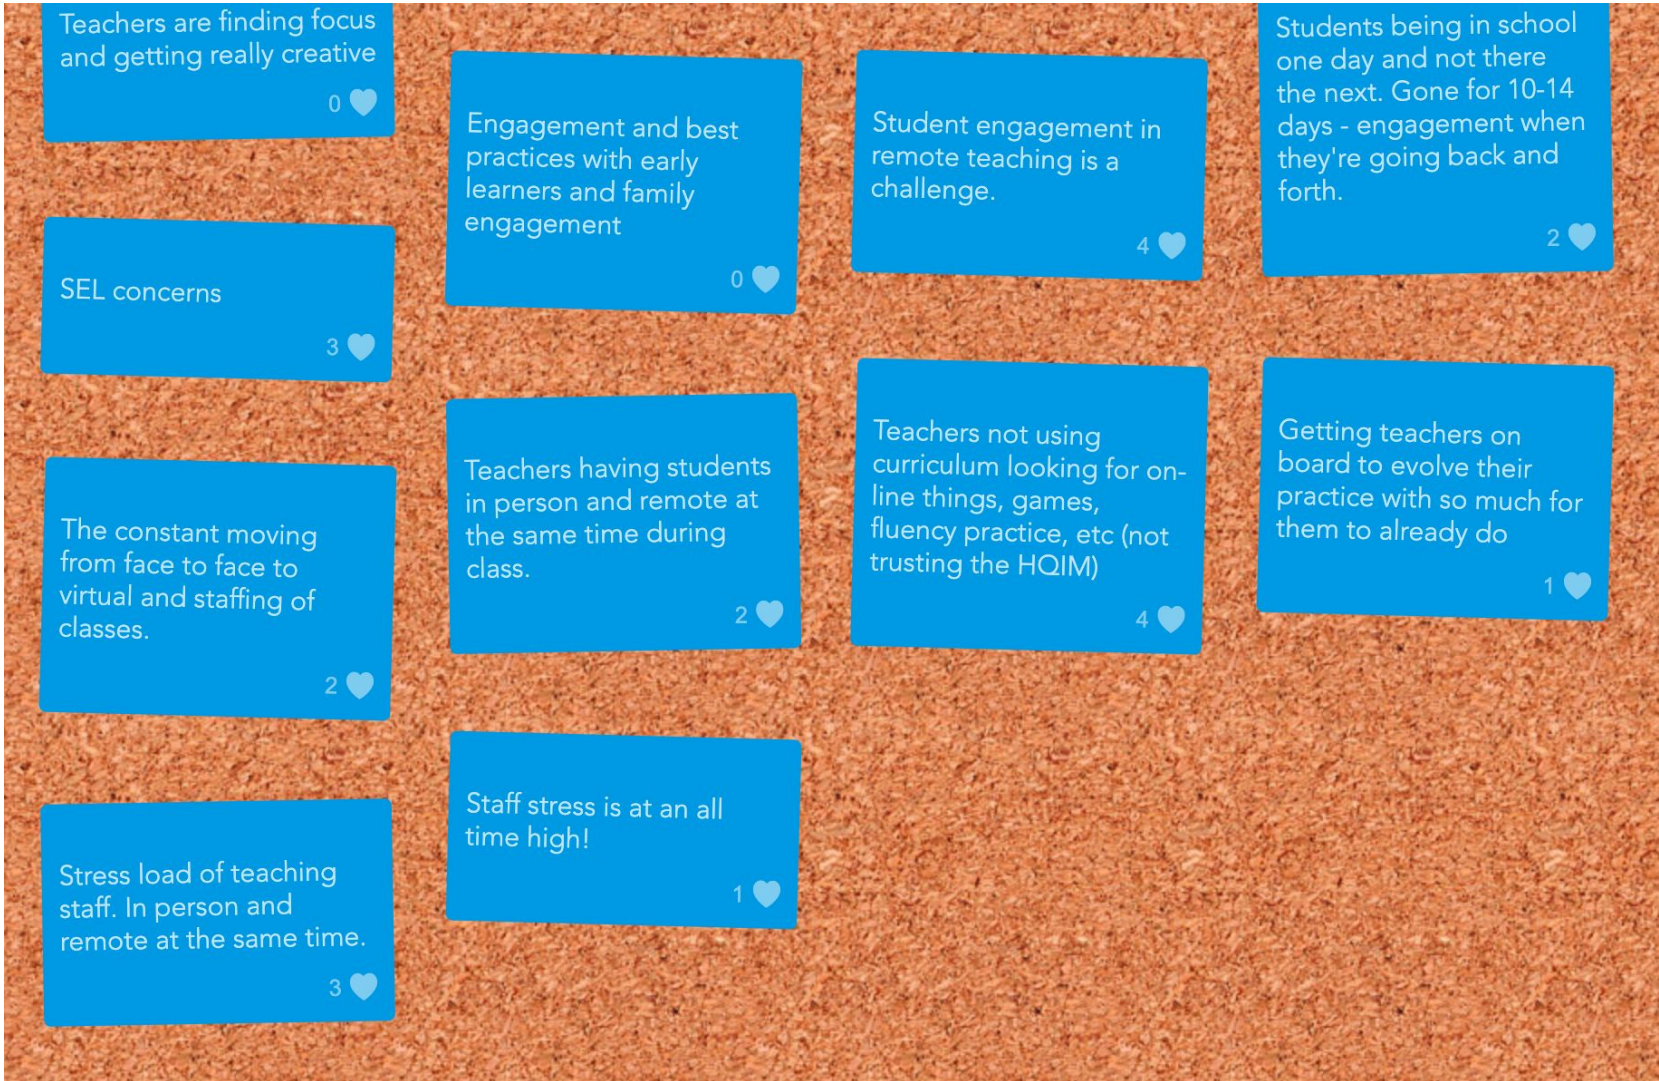 Teachers are finding focus
and getting really creative
0
SEL concerns
3
The constant moving
from face to face to
virtual and staffing of
classes.
2
Stress load of teaching
staff. In person and
remote at the same time.
3
Engagement and best
practices with early
learners and family
engagement
0
Teachers having students
in person and remote at
the same time during
class.
2
Staff stress is at an all
time high!
1
Student engagement in
remote teaching is a
challenge.
4
Teachers not using
curriculum looking for on-
line things, games,
fluency practice, etc (not
trusting the HQIM)
4
Students being in school
one day and not there
the next. Gone for 10-14
days - engagement when
they're going back and
forth.
2
Getting teachers on
board to evolve their
practice with so much for
them to already do
1